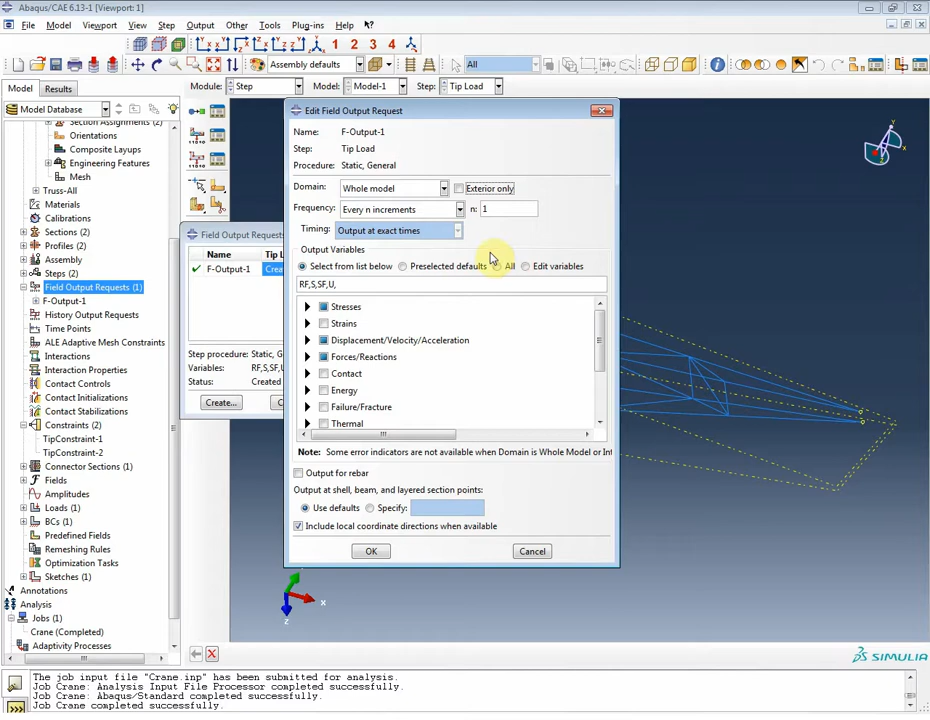 Abaqus/CAE 6.13-1 [Viewport: 1]
File Model Viewport View Step Output Other Tools Plug-ins Help
1 2 3 4
Assembly defaults All
Model Results Module: Step Model: Model-1 Step: Tip Load
Model Database
Section Assignments (2)
Orientations
Composite Layups
Engineering Features
Mesh
Truss-All
Materials
Calibrations
Sections (2)
Profiles (2)
Assembly
Steps (2)
Field Output Requests (1)
F-Output-1
History Output Requests
Time Points
ALE Adaptive Mesh Constraints
Interactions
Interaction Properties
Contact Controls
Contact Initializations
Contact Stabilizations
Constraints (2)
TipConstraint-1
TipConstraint-2
Connector Sections (1)
Fields
Amplitudes
Loads (1)
BCs (1)
Predefined Fields
Remeshing Rules
Optimization Tasks
Sketches (1)
Annotations
Analysis
Jobs (1)
Crane (Completed)
Adaptivity Processes
Field Output Requests
Name Tip L
F-Output-1 Crea
Step procedure: Static, G
Variables: RF,S,SF,U,
Status: Created
Create...
Edit Field Output Request
Name: F-Output-1
Step: Tip Load
Procedure: Static, General
Domain: Whole model Exterior only
Frequency: Every n increments n: 1
Timing: Output at exact times
Output Variables
Select from list below Preselected defaults All Edit variables
RF,S,SF,U,
Stresses
Strains
Displacement/Velocity/Acceleration
Forces/Reactions
Contact
Energy
Failure/Fracture
Thermal
Note: Some error indicators are not available when Domain is Whole Model or Int
Output for rebar
Output at shell, beam, and layered section points:
Use defaults Specify:
Include local coordinate directions when available
OK Cancel
x
z
SIMULIA
The job input file "Crane.inp" has been submitted for analysis.
Job Crane: Analysis Input File Processor completed successfully.
Job Crane: Abaqus/Standard completed successfully.
Job Crane completed successfully.